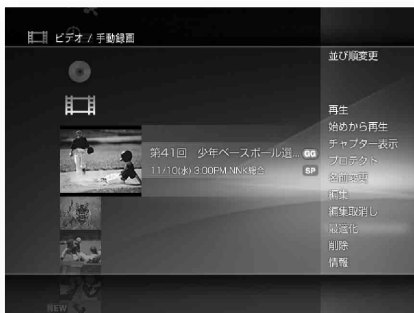 ビデオ / 手動録画
並び順変更
再生
始めから再生
チャプター表示
プロテクト
名前変更
編集
編集取消し
最適化
削除
情報
第41回 少年ベースボール選... GG
11/10(水) 3:00PM NNK総合 SP
NEW